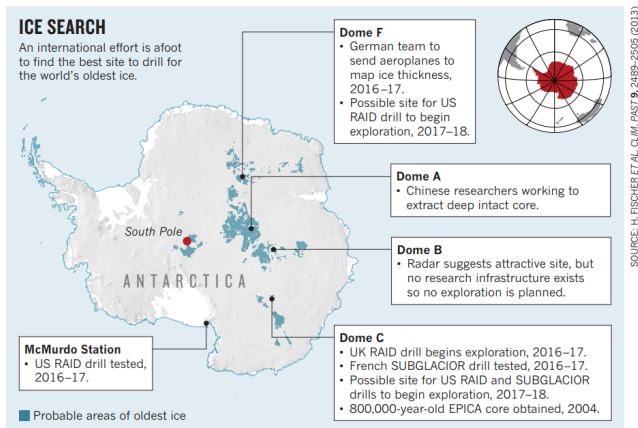 ICE SEARCH
An international effort is afoot
to find the best site to drill for
the world's oldest ice.
Dome F
• German team to
send aeroplanes to
map ice thickness,
2016–17.
• Possible site for US
RAID drill to begin
exploration, 2017–18.
Dome A
• Chinese researchers working to
extract deep intact core.
South Pole
Dome B
• Radar suggests attractive site, but
no research infrastructure exists
so no exploration is planned.
ANTARCTICA
McMurdo Station
• US RAID drill tested,
2016–17.
Dome C
• UK RAID drill begins exploration, 2016–17.
• French SUBGLACIOR drill tested, 2016–17.
• Possible site for US RAID and SUBGLACIOR
drills to begin exploration, 2017–18.
• 800,000-year-old EPICA core obtained, 2004.
Probable areas of oldest ice
SOURCE: H. FISCHER ET AL. CLIM. PAST 9, 2489–2505 (2013)